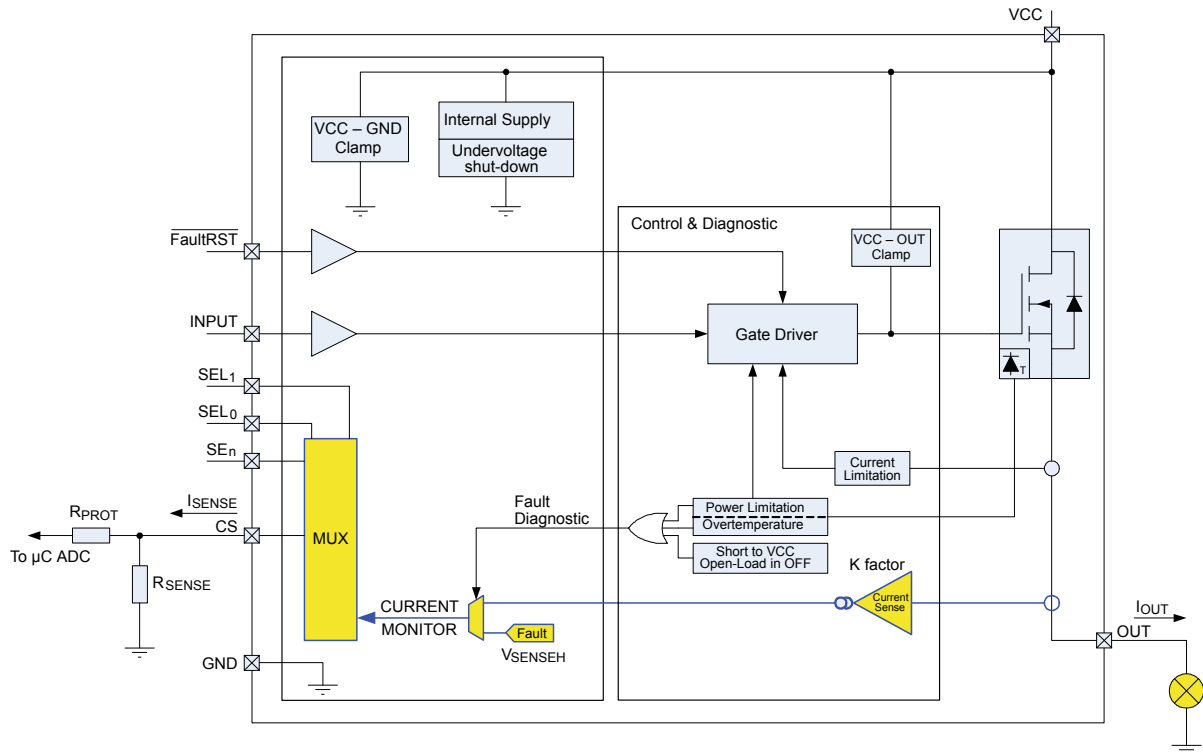 VCC
VCC – GND
Clamp
Internal Supply
Undervoltage
shut-down
Control & Diagnostic
FaultRST
VCC – OUT
Clamp
INPUT
Gate Driver
T
SEL1
SEL0
SEn
Current
Limitation
ISENSE
Fault
Diagnostic
Power Limitation
Overtemperature
RPROT
CS
MUX
To µC ADC
Short to VCC
Open-Load in OFF
K factor
RSENSE
Current
Sense
CURRENT
MONITOR
Fault
VSENSEH
IOUT
OUT
GND